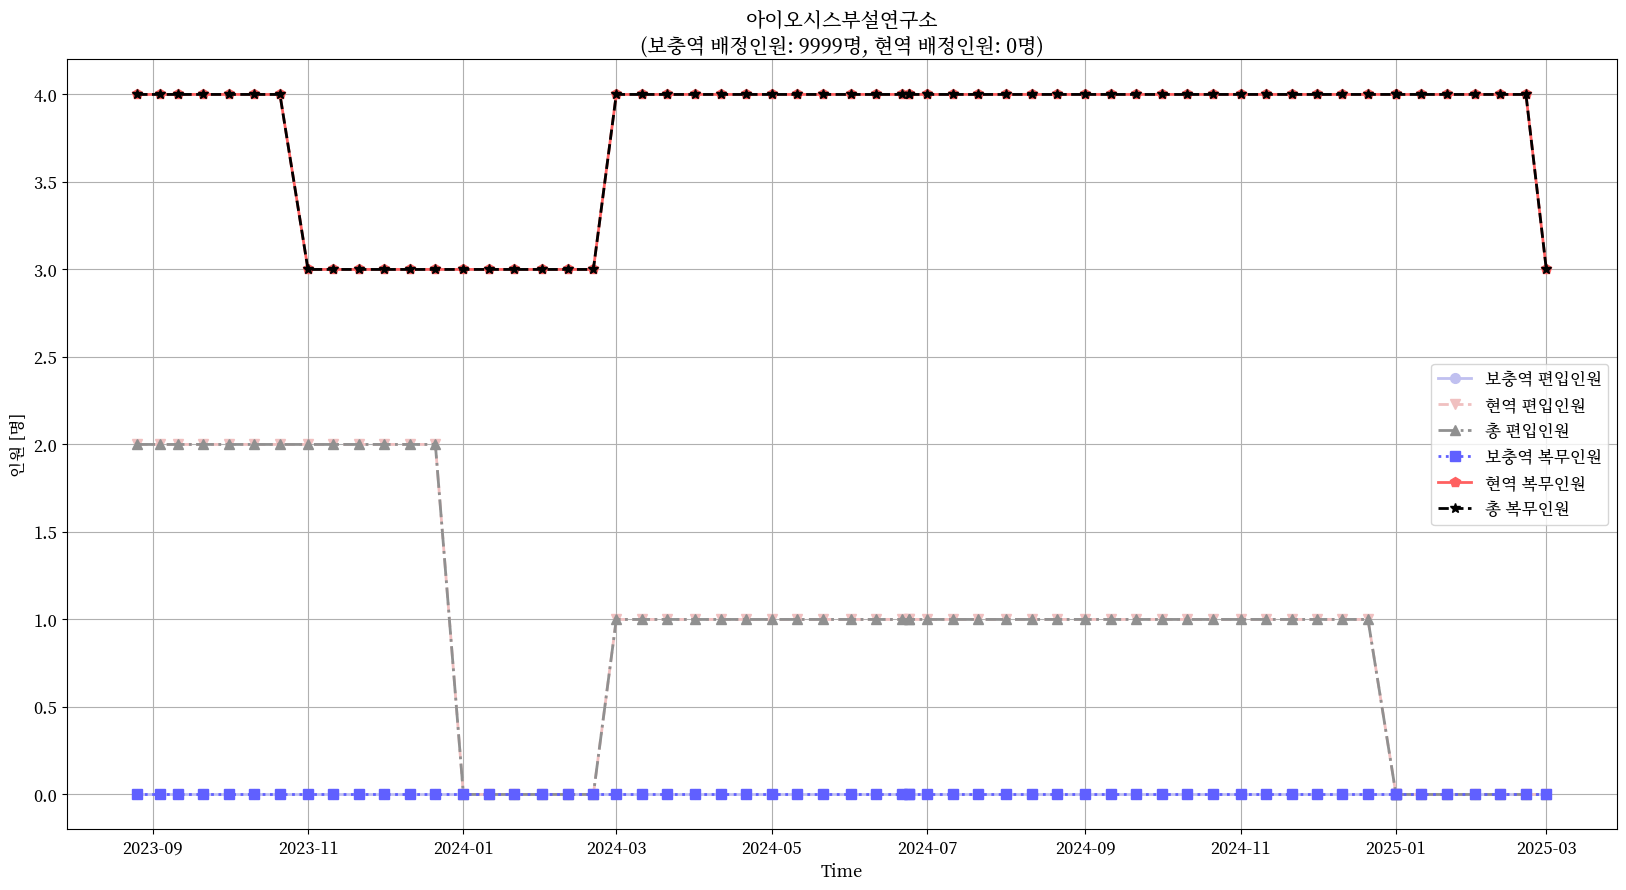 아이오시스부설연구소
(보충역 배정인원: 9999명, 현역 배정인원: 0명)
인원 [명]
4.0
3.5
3.0
2.5
2.0
1.5
1.0
0.5
0.0
보충역 편입인원
현역 편입인원
총 편입인원
보충역 복무인원
현역 복무인원
총 복무인원
2023-09
2023-11
2024-01
2024-03
2024-05
2024-07
2024-09
2024-11
2025-01
2025-03
Time